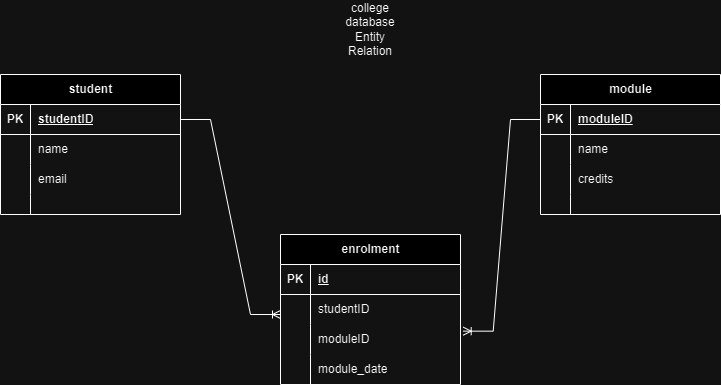 college
database
Entity
Relation
student
PK studentID
name
email
module
PK moduleID
name
credits
enrolment
PK id
studentID
moduleID
module_date